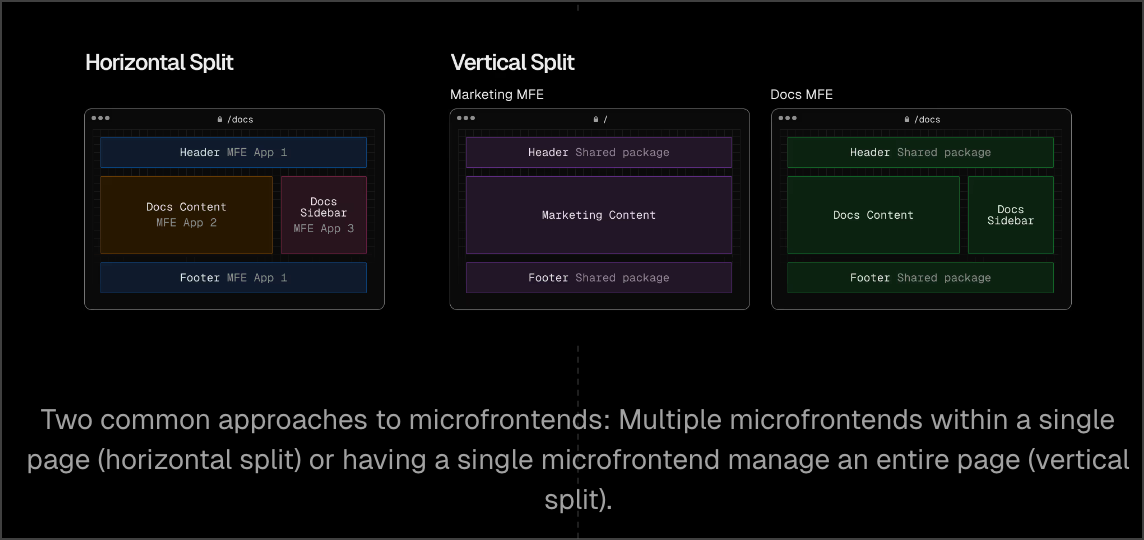 Horizontal Split
/docs
Header MFE App 1
Docs Content
MFE App 2
Docs
Sidebar
MFE App 3
Footer MFE App 1
Vertical Split
Marketing MFE
/
Header Shared package
Marketing Content
Footer Shared package
Docs MFE
/docs
Header Shared package
Docs Content
Docs
Sidebar
Footer Shared package
Two common approaches to microfrontends: Multiple microfrontends within a single
page (horizontal split) or having a single microfrontend manage an entire page (vertical
split).